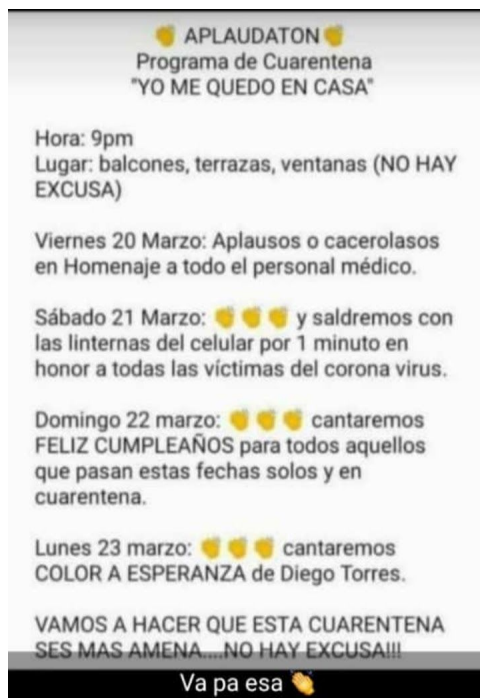 👏 APLAUDATON👏
Programa de Cuarentena
"YO ME QUEDO EN CASA"
Hora: 9pm
Lugar: balcones, terrazas, ventanas (NO HAY
EXCUSA)
Viernes 20 Marzo: Aplausos o cacerolasos
en Homenaje a todo el personal médico.
Sábado 21 Marzo: 👏👏👏 y saldremos con
las linternas del celular por 1 minuto en
honor a todas las víctimas del corona virus.
Domingo 22 marzo: 👏👏👏 cantaremos
FELIZ CUMPLEAÑOS para todos aquellos
que pasan estas fechas solos y en
cuarentena.
Lunes 23 marzo: 👏👏👏 cantaremos
COLOR A ESPERANZA de Diego Torres.
VAMOS A HACER QUE ESTA CUARENTENA
SES MAS AMENA....NO HAY EXCUSA!!!
Va pa esa 👏